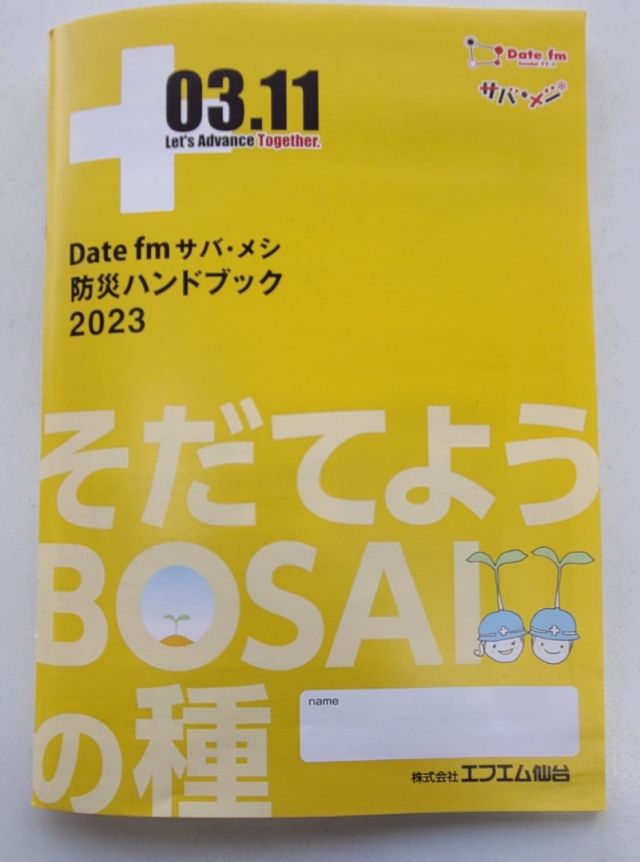 Date fm
サバ・メシ
03.11
Let's Advance Together.
Date fm サバ・メシ
防災ハンドブック
2023
そだてよう
BOSAI
の種
name
株式会社 エフエム仙台